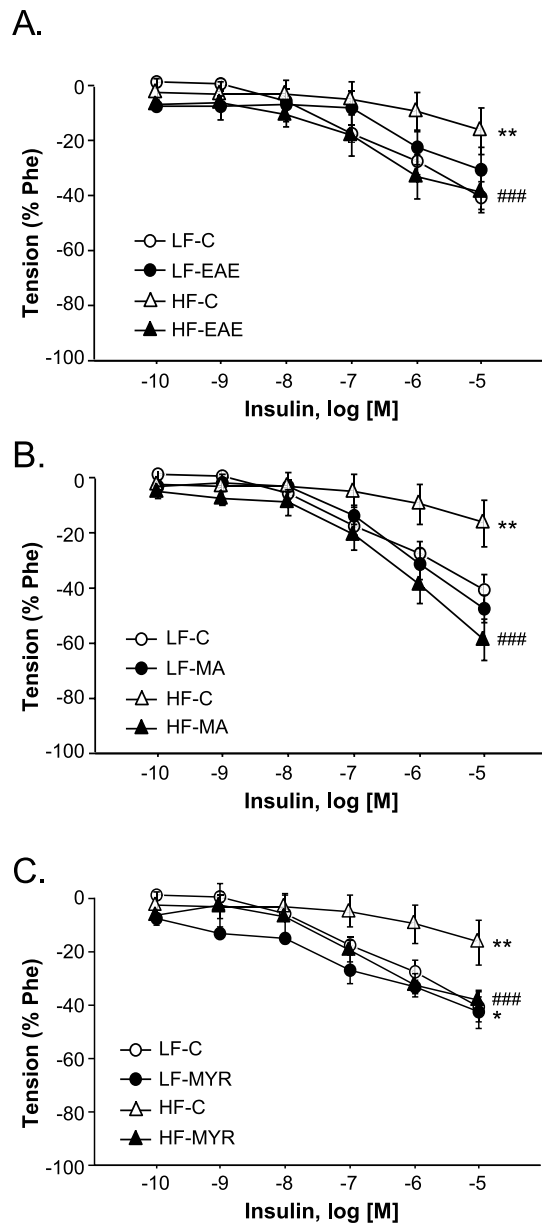 A.
0
-20
-40
-60
-80
-100
Tension (% Phe)
**
###
LF-C
LF-EAE
HF-C
HF-EAE
-10 -9 -8 -7 -6 -5
Insulin, log [M]
B.
0
-20
-40
-60
-80
-100
Tension (% Phe)
**
###
LF-C
LF-MA
HF-C
HF-MA
-10 -9 -8 -7 -6 -5
Insulin, log [M]
C.
0
-20
-40
-60
-80
-100
Tension (% Phe)
**
###
*
LF-C
LF-MYR
HF-C
HF-MYR
-10 -9 -8 -7 -6 -5
Insulin, log [M]